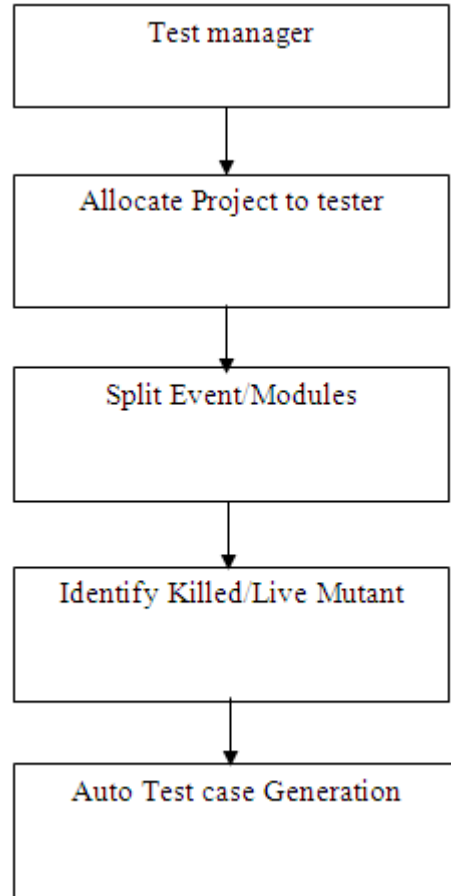 Test manager
Allocate Project to tester
Split Event/Modules
Identify Killed/Live Mutant
Auto Test case Generation